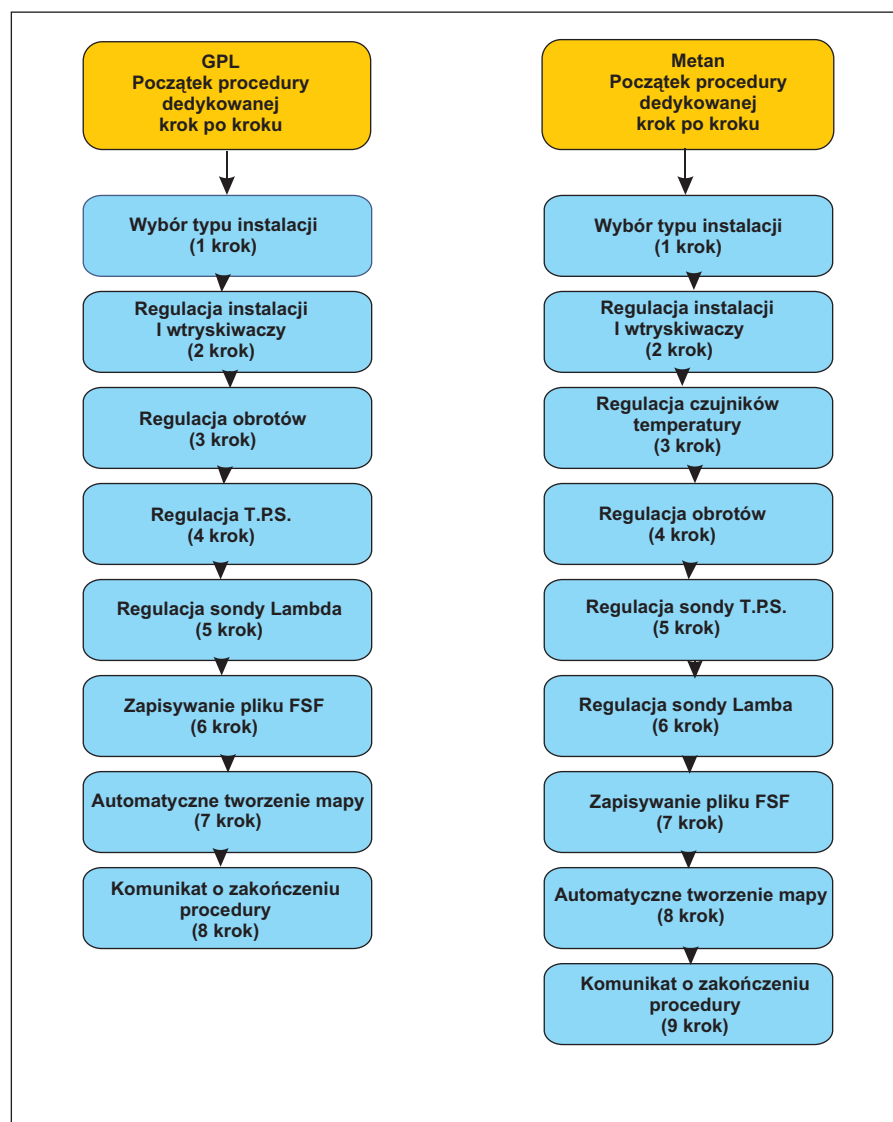 GPL
Początek procedury
dedykowanej
krok po kroku
Wybór typu instalacji
(1 krok)
Regulacja instalacji
I wtryskiwaczy
(2 krok)
Regulacja obrotów
(3 krok)
Regulacja T.P.S.
(4 krok)
Regulacja sondy Lambda
(5 krok)
Zapisywanie pliku FSF
(6 krok)
Automatyczne tworzenie mapy
(7 krok)
Komunikat o zakończeniu
procedury
(8 krok)
Metan
Początek procedury
dedykowanej
krok po kroku
Wybór typu instalacji
(1 krok)
Regulacja instalacji
I wtryskiwaczy
(2 krok)
Regulacja czujników
temperatury
(3 krok)
Regulacja obrotów
(4 krok)
Regulacja sondy T.P.S.
(5 krok)
Regulacja sondy Lamba
(6 krok)
Zapisywanie pliku FSF
(7 krok)
Automatyczne tworzenie mapy
(8 krok)
Komunikat o zakończeniu
procedury
(9 krok)